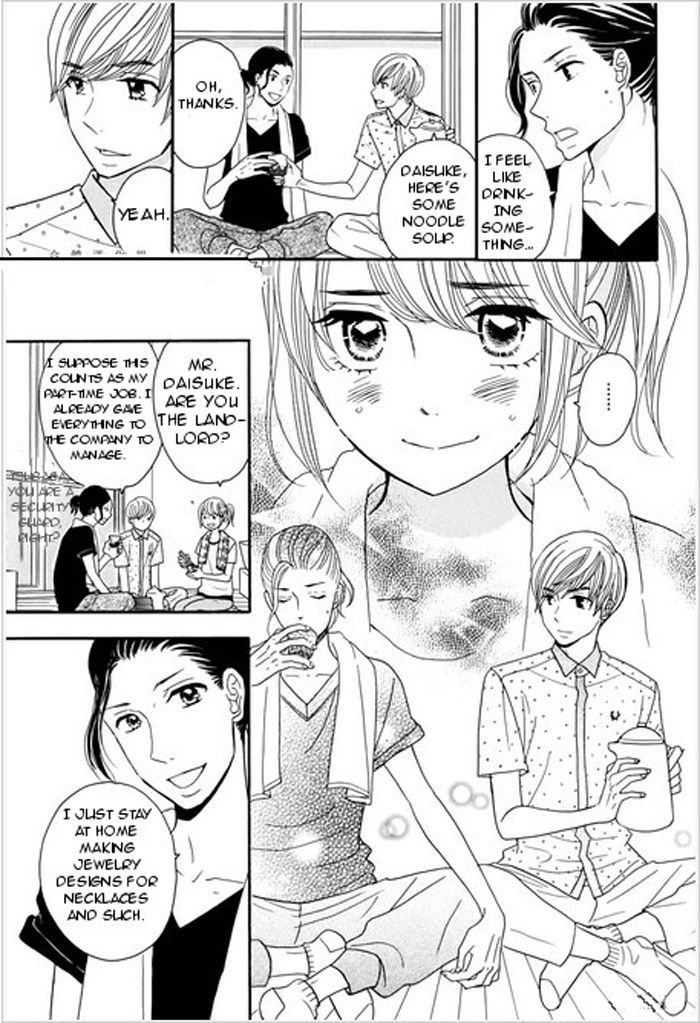 I FEEL
LIKE
DRINK-
ING
SOME-
THING...
DAISUKE,
HERE'S
SOME
NOODLE
SOUP.
OH,
THANKS.
YEAH.
......
MR.
DAISUKE.
ARE YOU
THE LAND-
LORD?
I SUPPOSE THIS
COUNTS AS MY
PART-TIME JOB. I
ALREADY GAVE
EVERYTHING TO
THE COMPANY TO
MANAGE.
YOU ARE A
SECURITY
GUARD,
RIGHT?
I JUST STAY
AT HOME
MAKING
JEWELRY
DESIGNS FOR
NECKLACES
AND SUCH.